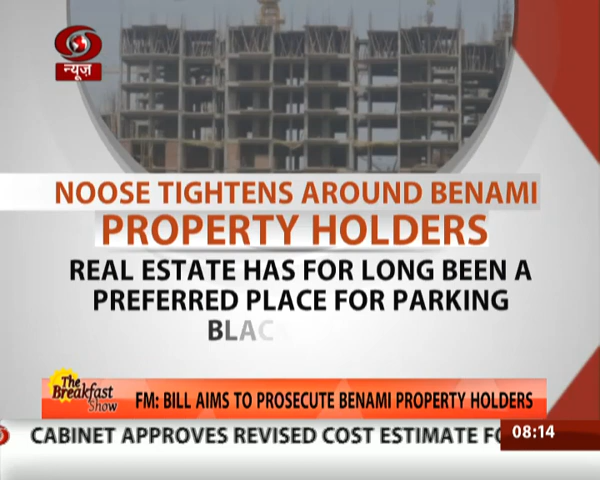 न्यूज़
NOOSE TIGHTENS AROUND BENAMI
PROPERTY HOLDERS
REAL ESTATE HAS FOR LONG BEEN A
PREFERRED PLACE FOR PARKING
BLAC
The
Breakfast
Show
FM: BILL AIMS TO PROSECUTE BENAMI PROPERTY HOLDERS
CABINET APPROVES REVISED COST ESTIMATE FO
08:14